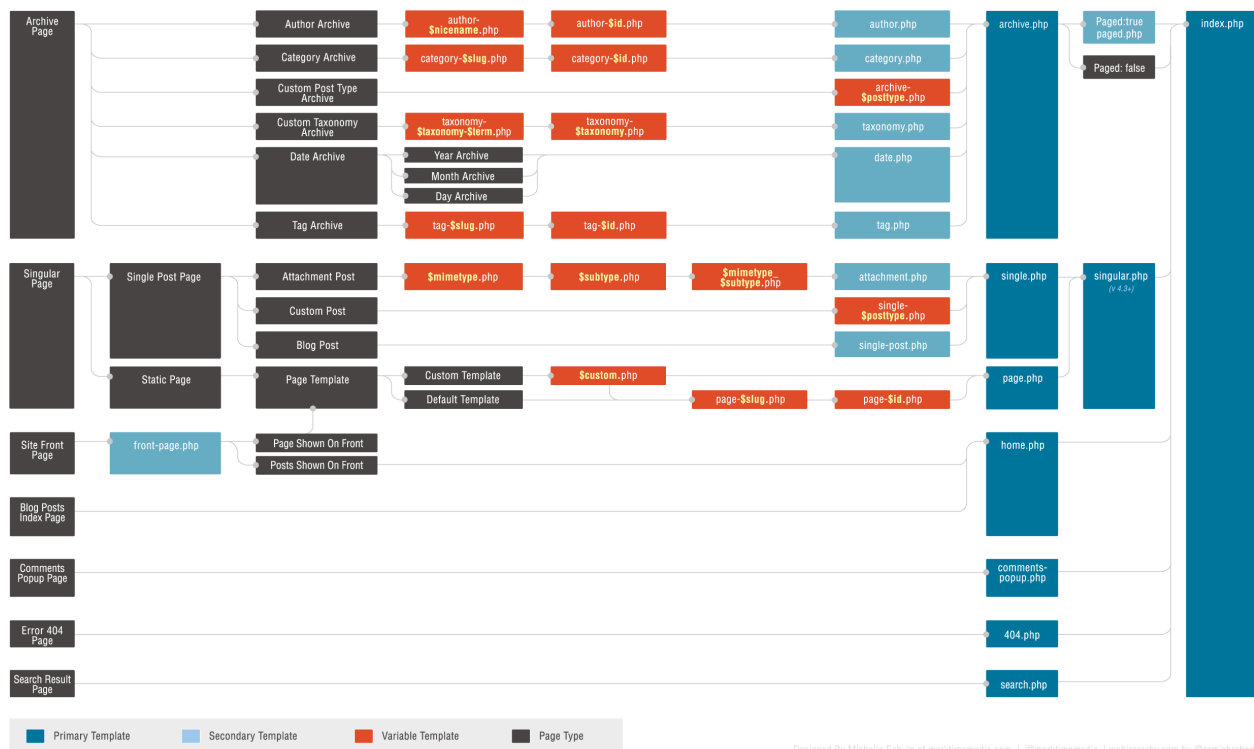 Archive
Page
Author Archive
author-
$nicename.php
author-
$id.php
author.php
archive.php
Paged:true
paged.php
index.php
Category Archive
category-$slug.php
category-$id.php
category.php
Paged: false
Custom Post Type
Archive
archive-
$posttype.php
Custom Taxonomy
Archive
taxonomy-
$taxonomy-$term.php
taxonomy-
$taxonomy.php
taxonomy.php
Date Archive
Year Archive
Month Archive
Day Archive
date.php
Tag Archive
tag-$slug.php
tag-$id.php
tag.php
Singular
Page
Single Post Page
Attachment Post
$mimetype.php
$subtype.php
$mimetype_
$subtype.php
attachment.php
single.php
singular.php
(v 4.3+)
Custom Post
single-
$posttype.php
Blog Post
single-post.php
Static Page
Page Template
Custom Template
$custom.php
page.php
Default Template
page-$slug.php
page-$id.php
Site Front
Page
front-page.php
Page Shown On Front
Posts Shown On Front
home.php
Blog Posts
Index Page
Comments
Popup Page
comments-
popup.php
Error 404
Page
404.php
Search Result
Page
search.php
Primary Template
Secondary Template
Variable Template
Page Type